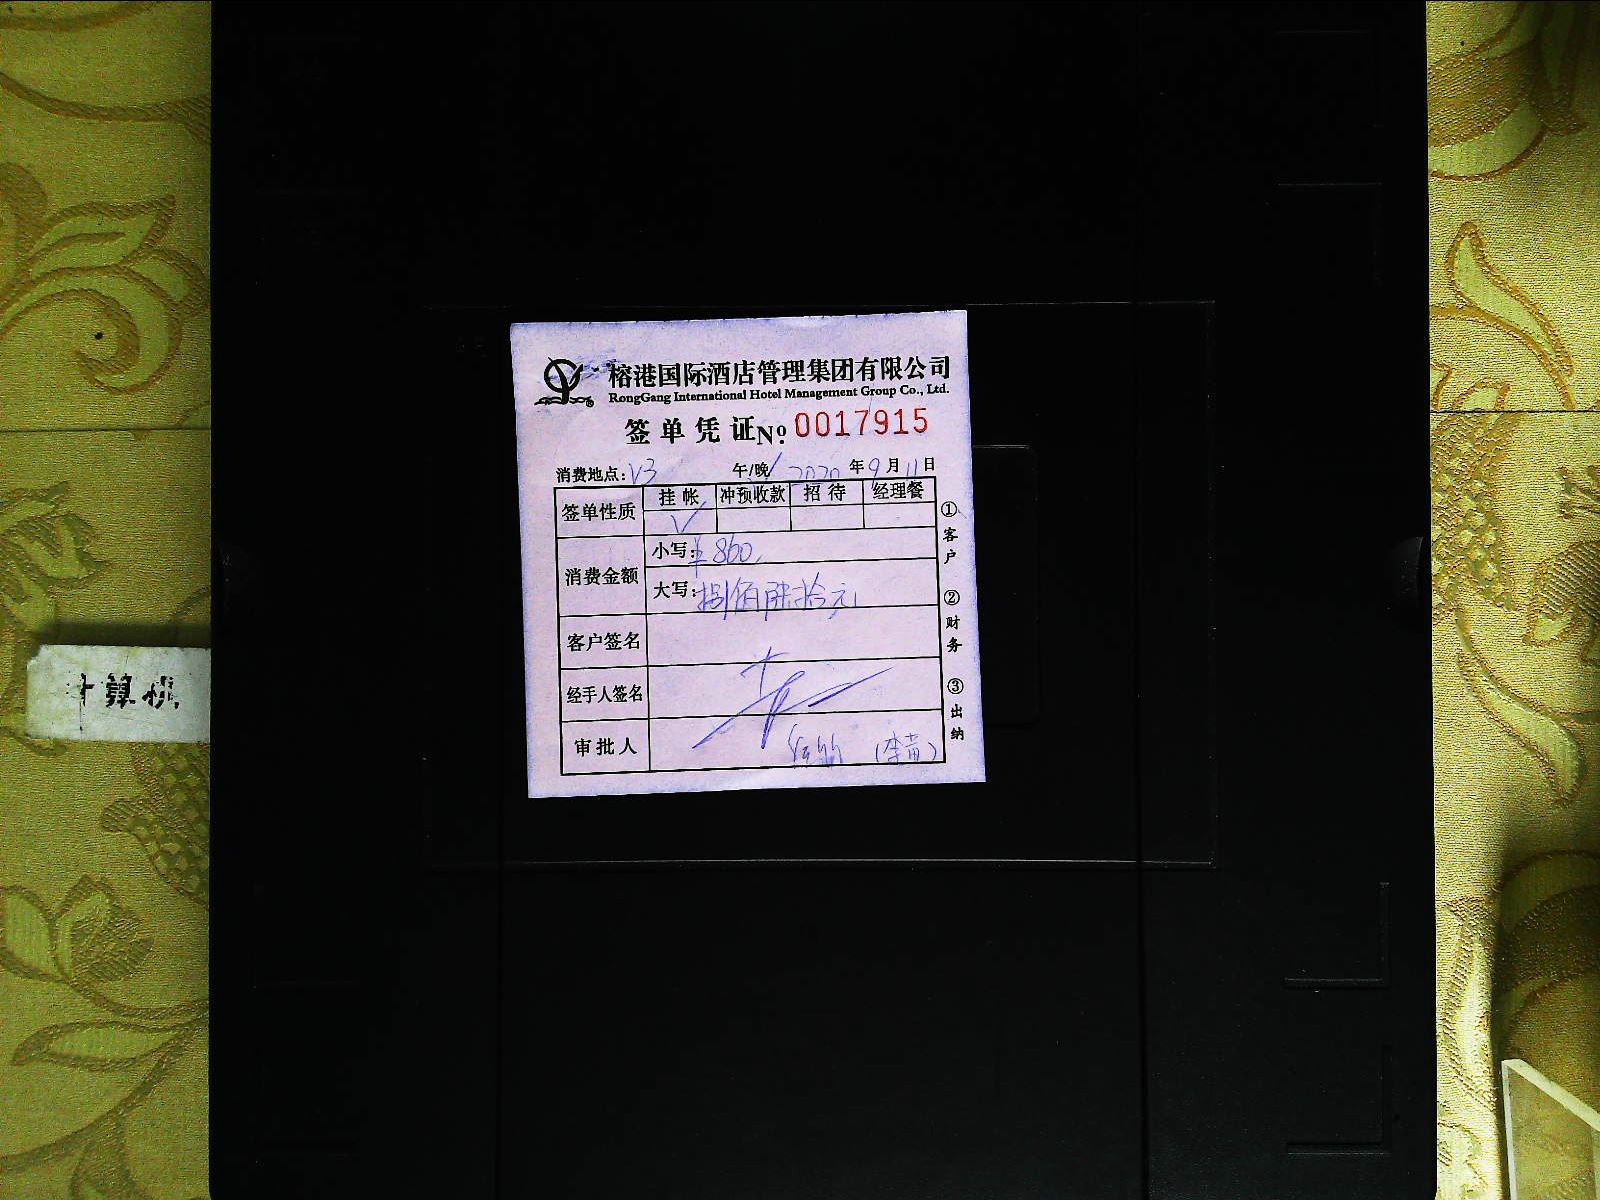 榕港国际酒店管理集团有限公司
RongGang International Hotel Management Group Co., Ltd.
签单凭证 №: 0017915
消费地点: V3 午/晚 2020 年 9 月 11 日
签单性质 挂帐 冲预收款 招待 经理餐
√
消费金额 小写: ¥860.
大写: 捌佰陆拾元
客户签名
经手人签名
审批人 (李苗)
①客户 ②财务 ③出纳
计算机